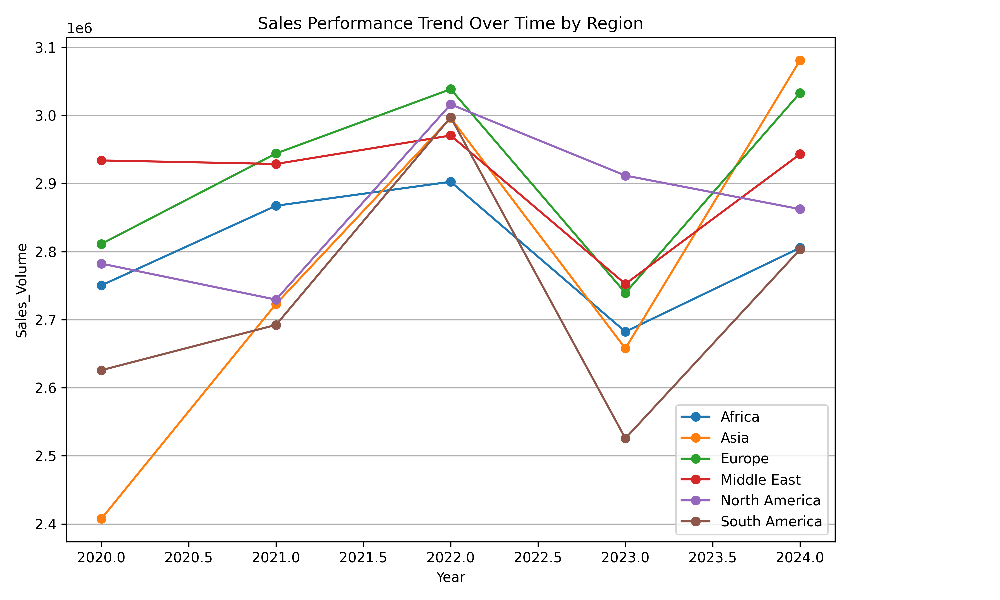 Sales Performance Trend Over Time by Region
1e6
3.1
3.0
2.9
2.8
2.7
2.6
2.5
2.4
Sales_Volume
Africa
Asia
Europe
Middle East
North America
South America
2020.0 2020.5 2021.0 2021.5 2022.0 2022.5 2023.0 2023.5 2024.0
Year